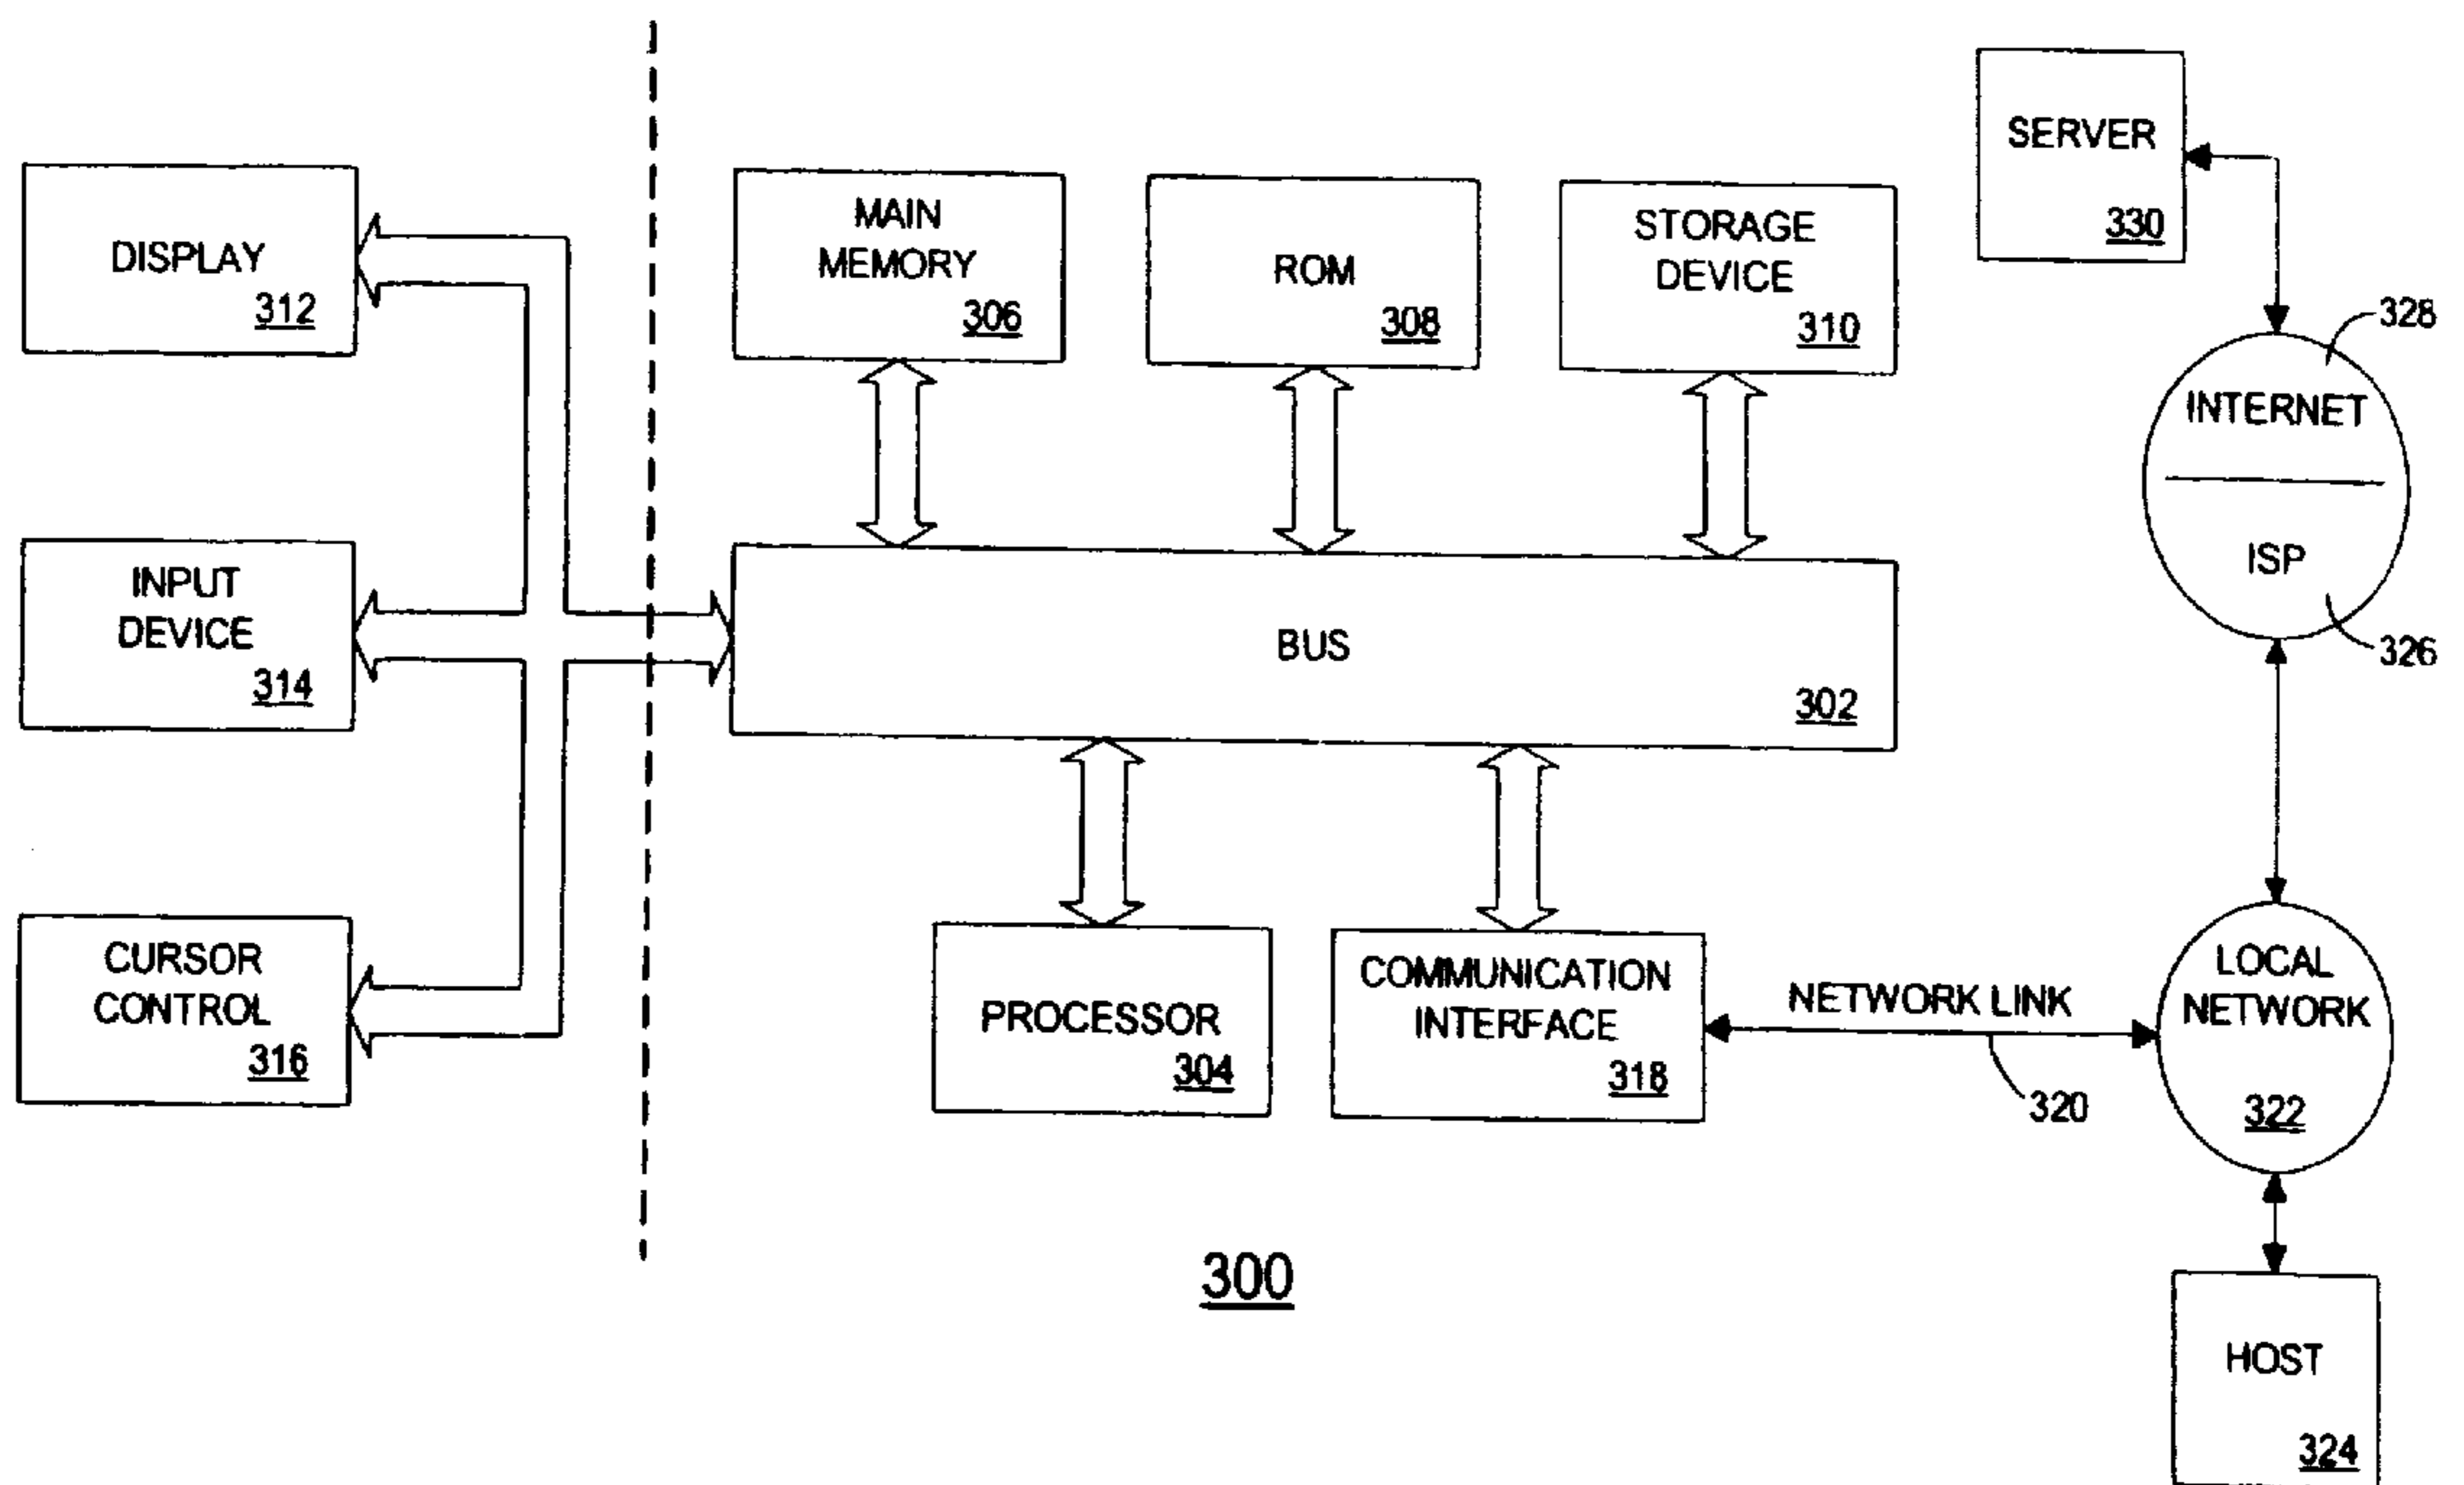 SERVER
330
DISPLAY
312
MAIN
MEMORY
306
ROM
308
STORAGE
DEVICE
310
328
INTERNET
ISP
326
INPUT
DEVICE
314
BUS
302
CURSOR
CONTROL
316
PROCESSOR
304
COMMUNICATION
INTERFACE
318
NETWORK LINK
320
LOCAL
NETWORK
322
300
HOST
324